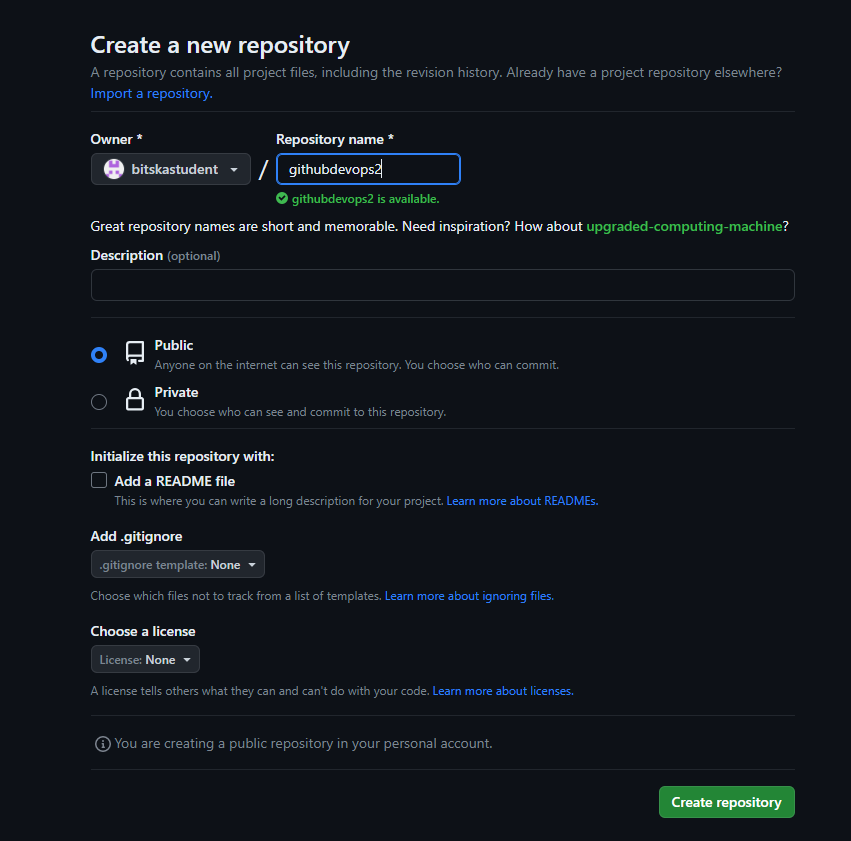 Create a new repository
A repository contains all project files, including the revision history. Already have a project repository elsewhere?
Import a repository.
Owner * Repository name *
bitskastudent / githubdevops2
githubdevops2 is available.
Great repository names are short and memorable. Need inspiration? How about upgraded-computing-machine?
Description (optional)
Public
Anyone on the internet can see this repository. You choose who can commit.
Private
You choose who can see and commit to this repository.
Initialize this repository with:
Add a README file
This is where you can write a long description for your project. Learn more about READMEs.
Add .gitignore
.gitignore template: None
Choose which files not to track from a list of templates. Learn more about ignoring files.
Choose a license
License: None
A license tells others what they can and can't do with your code. Learn more about licenses.
You are creating a public repository in your personal account.
Create repository